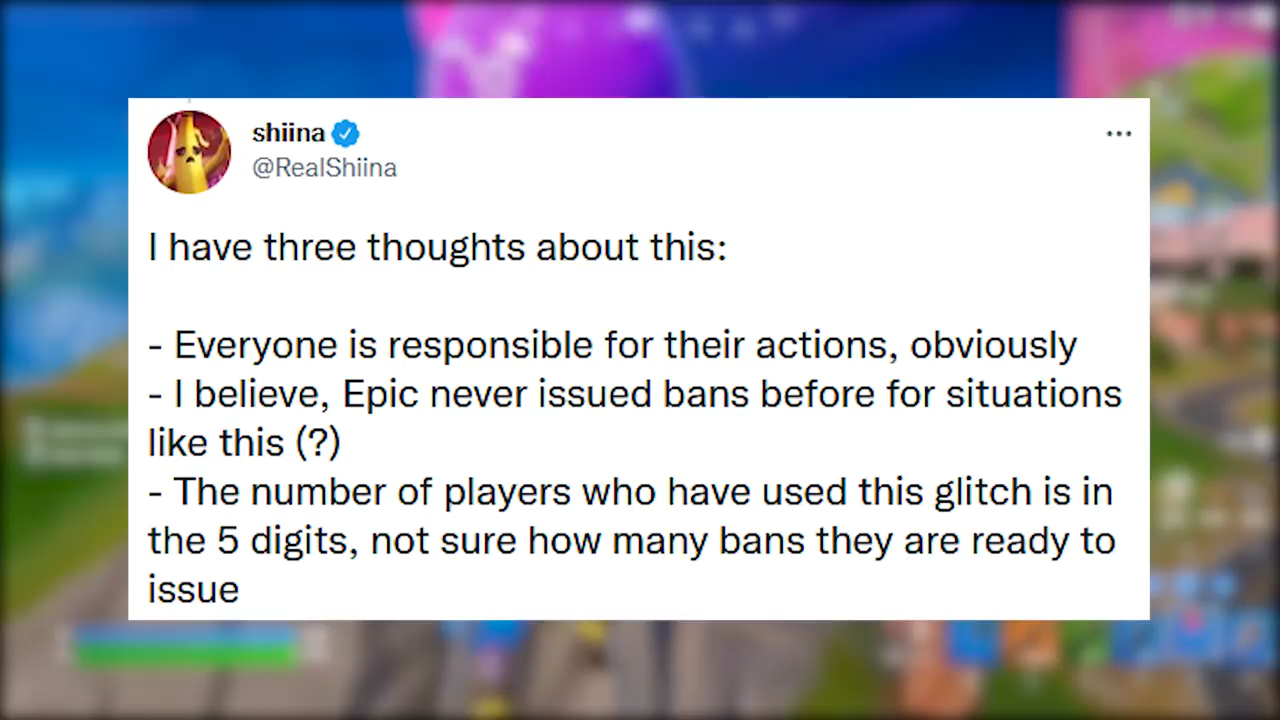 shiina
@RealShiina
I have three thoughts about this:
- Everyone is responsible for their actions, obviously
- I believe, Epic never issued bans before for situations
like this (?)
- The number of players who have used this glitch is in
the 5 digits, not sure how many bans they are ready to
issue